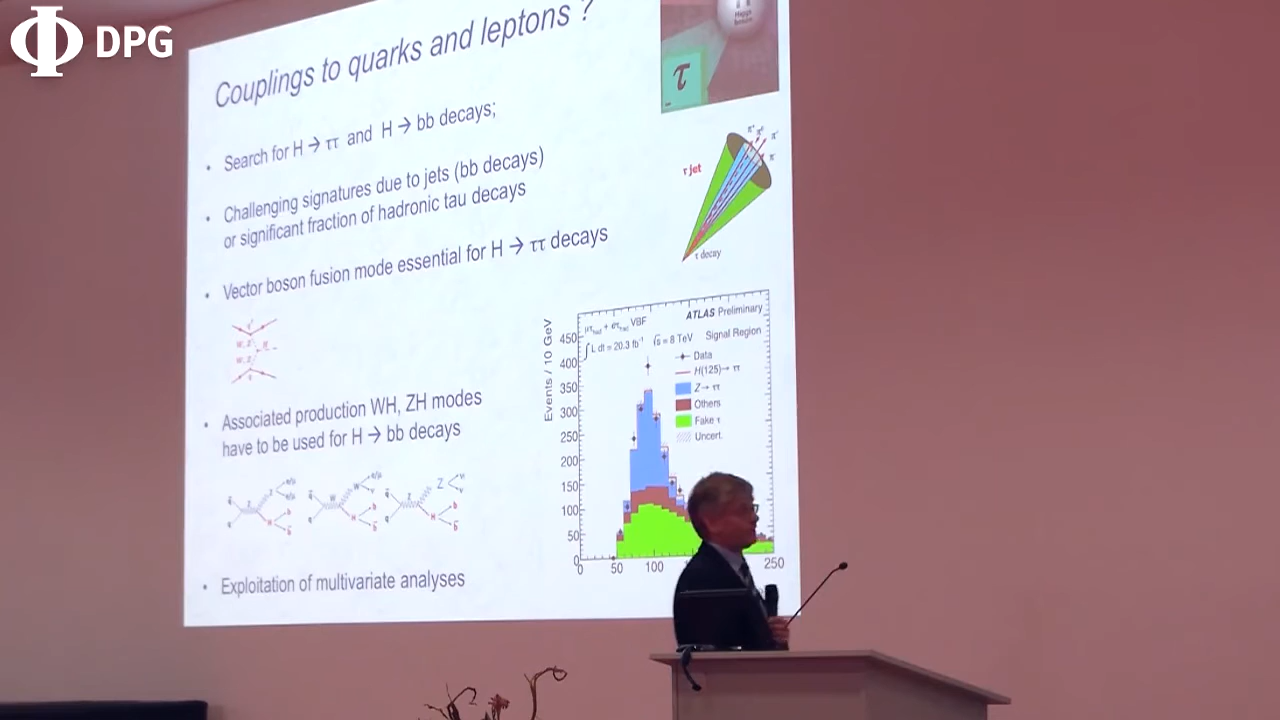 DPG
Couplings to quarks and leptons ?
Higgs
boson
τ
• Search for H → ττ and H → bb decays;
• Challenging signatures due to jets (bb decays)
or significant fraction of hadronic tau decays
• Vector boson fusion mode essential for H → ττ decays
τ jet
τ decay
W, Z
H
W, Z
• Associated production WH, ZH modes
have to be used for H → bb decays
• Exploitation of multivariate analyses
ATLAS Preliminary
VBF
∫ L dt = 20.3 fb⁻¹ √s = 8 TeV Signal Region
Data
H(125)→ ττ
Z→ ττ
Others
Fake τ
Uncert.
Events / 10 GeV
450
400
350
300
250
200
150
100
50
0
0 50 100 250